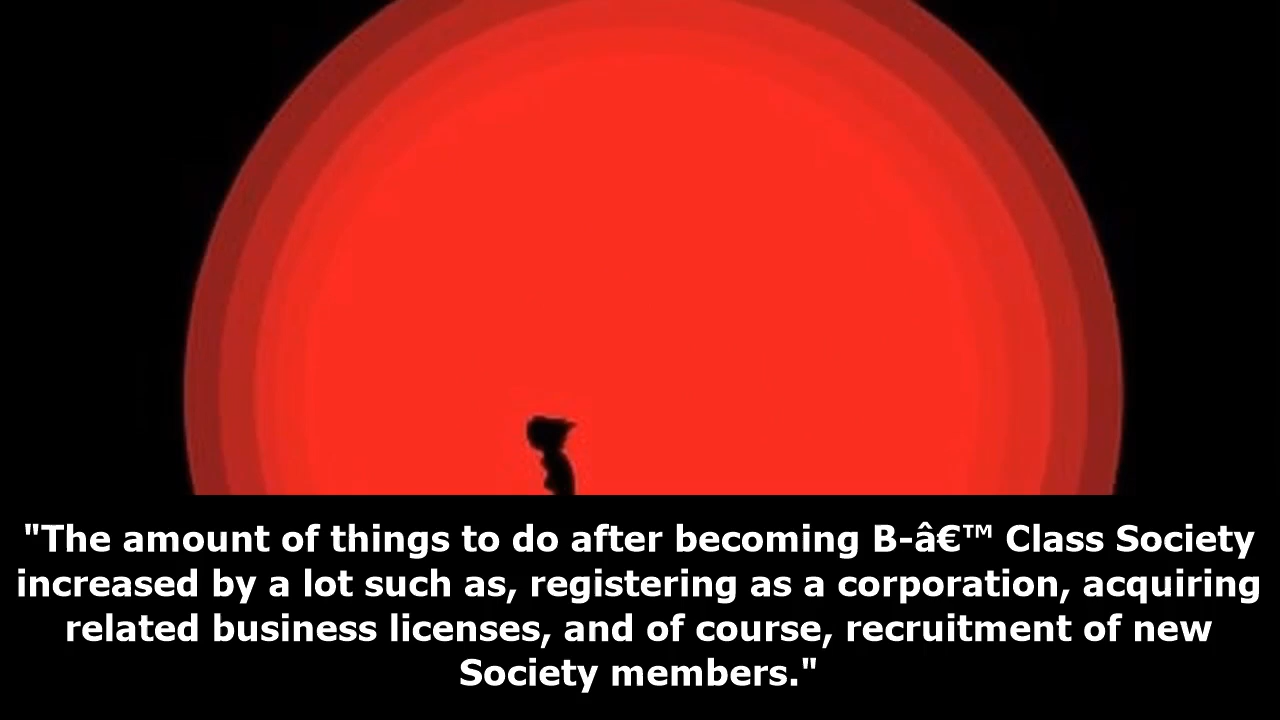 "The amount of things to do after becoming B-â€™ Class Society
increased by a lot such as, registering as a corporation, acquiring
related business licenses, and of course, recruitment of new
Society members."